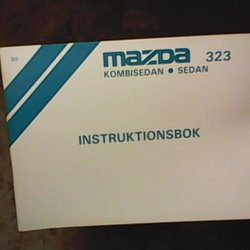 mazda 323
KOMBISEDAN • SEDAN
INSTRUKTIONSBOK